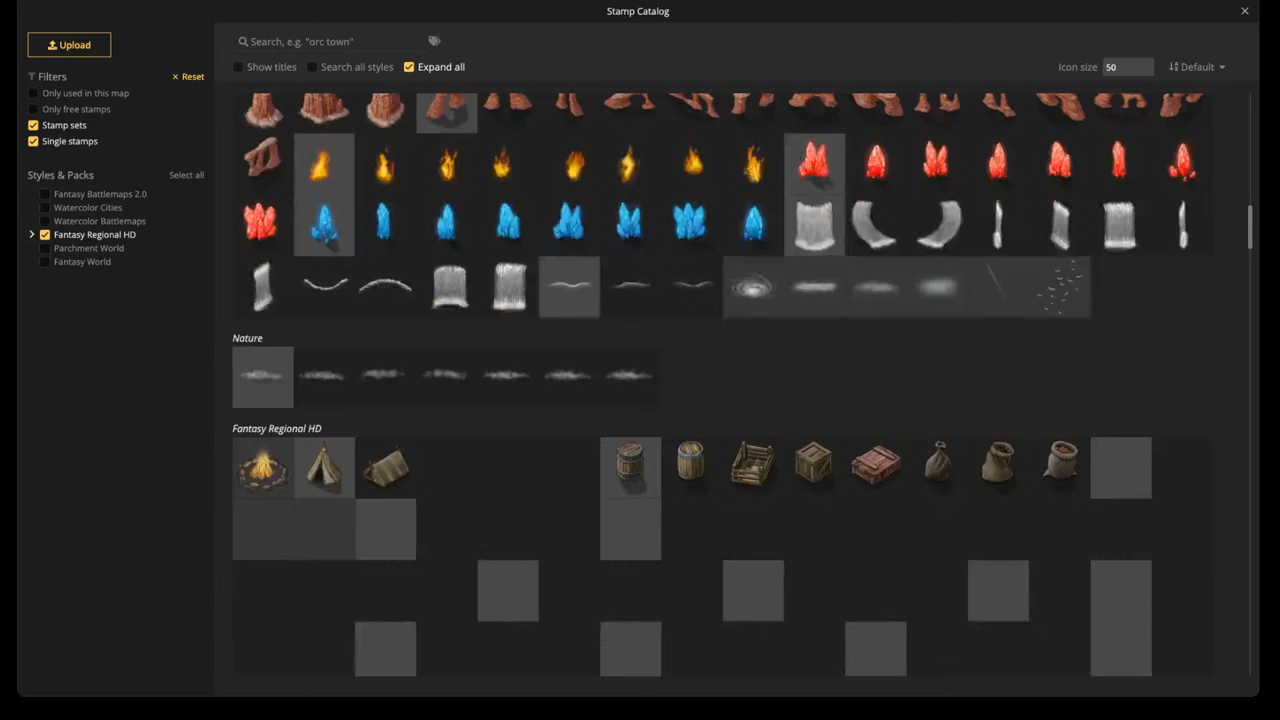 Stamp Catalog
Upload
Search, e.g. "orc town"
Show titles
Search all styles
Expand all
Icon size
50
Default
Filters
Reset
Only used in this map
Only free stamps
Stamp sets
Single stamps
Styles & Packs
Select all
Fantasy Battlemaps 2.0
Watercolor Cities
Watercolor Battlemaps
Fantasy Regional HD
Parchment World
Fantasy World
Nature
Fantasy Regional HD